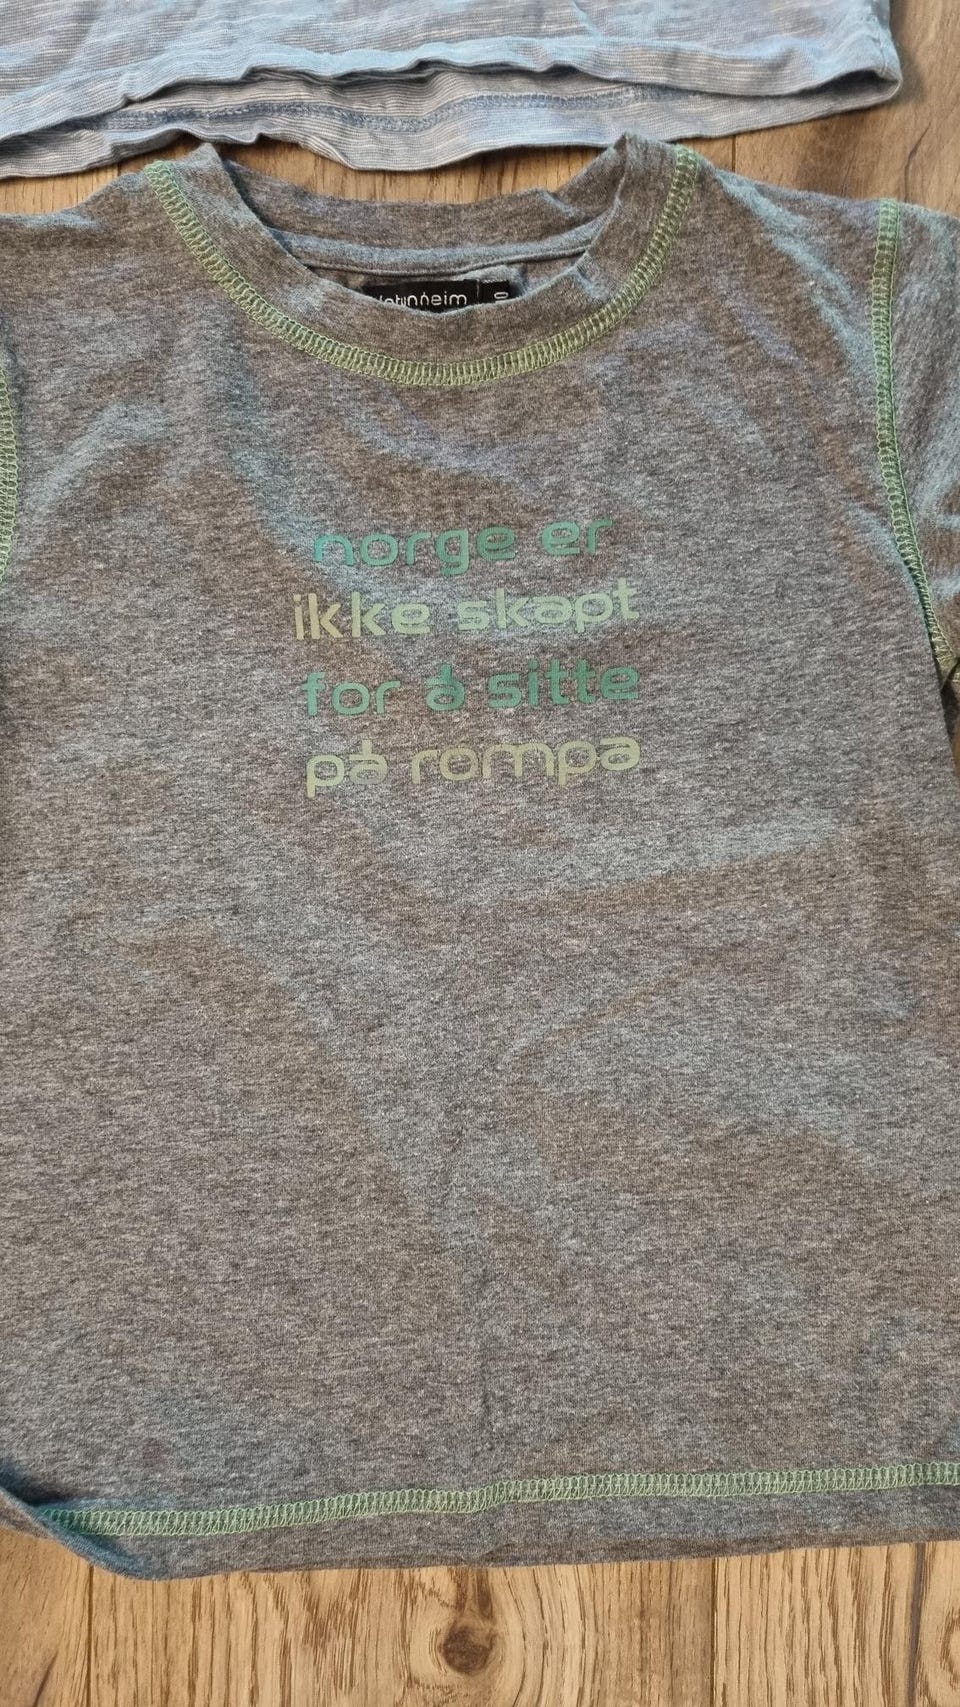 norge er
ikke skapt
for å sitte
på rompa